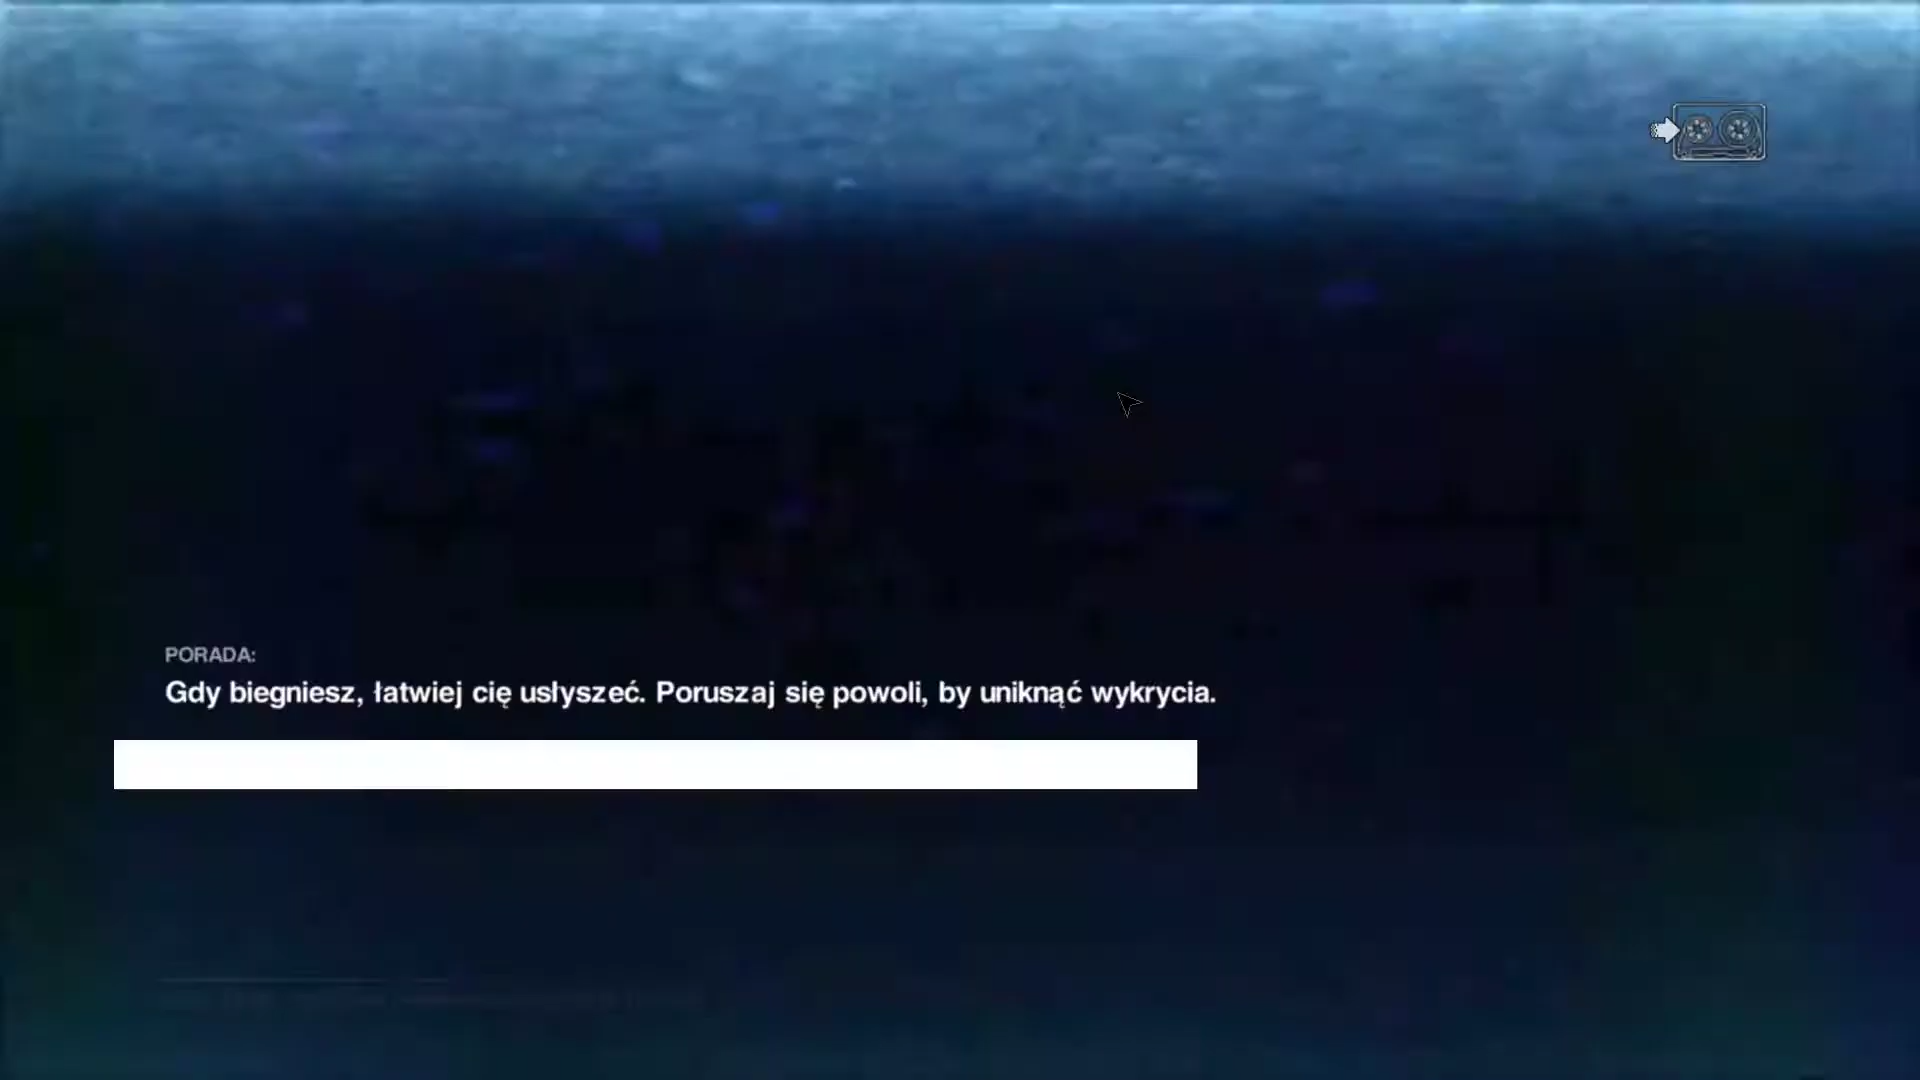 PORADA:
Gdy biegniesz, łatwiej cię usłyszeć. Poruszaj się powoli, by uniknąć wykrycia.